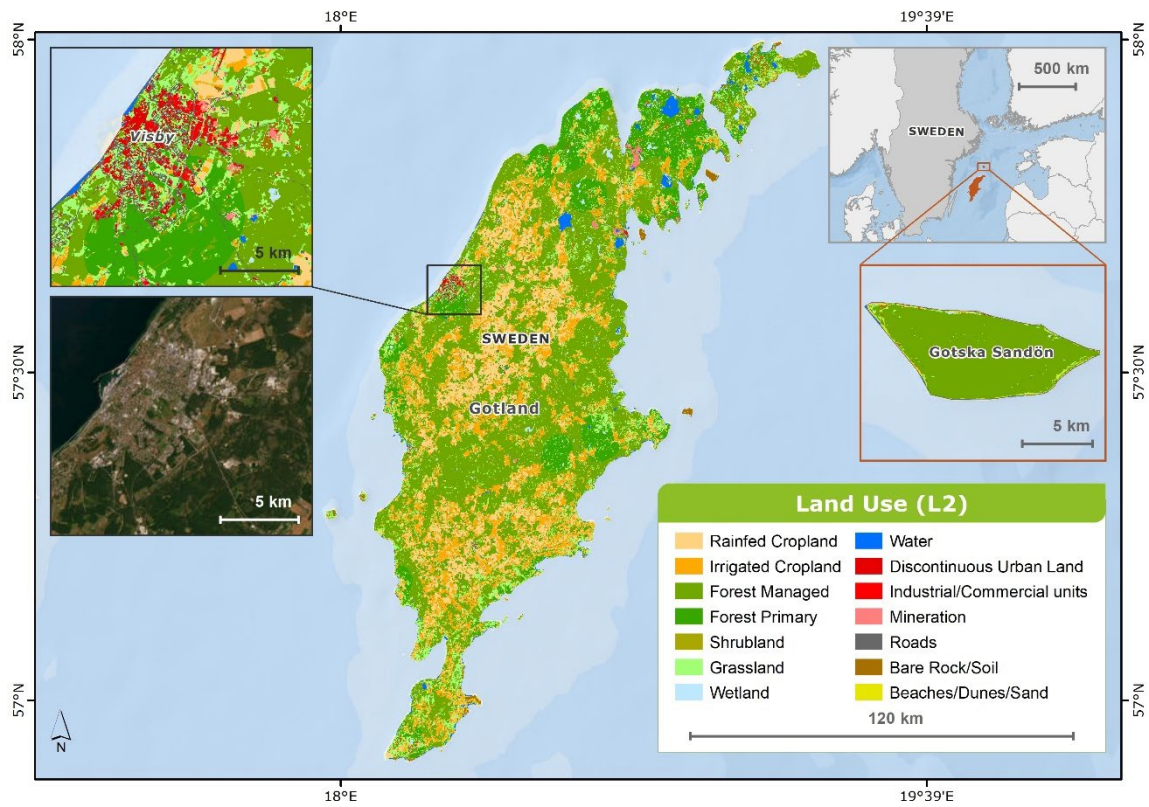 18°E
19°39'E
58°N
58°N
Visby
5 km
500 km
SWEDEN
5 km
SWEDEN
57°30'N
57°30'N
Gotland
Gotska Sandön
5 km
Land Use (L2)
Rainfed Cropland
Irrigated Cropland
Forest Managed
Forest Primary
Shrubland
Grassland
Wetland
Water
Discontinuous Urban Land
Industrial/Commercial units
Mineration
Roads
Bare Rock/Soil
Beaches/Dunes/Sand
120 km
57°N
57°N
N
18°E
19°39'E